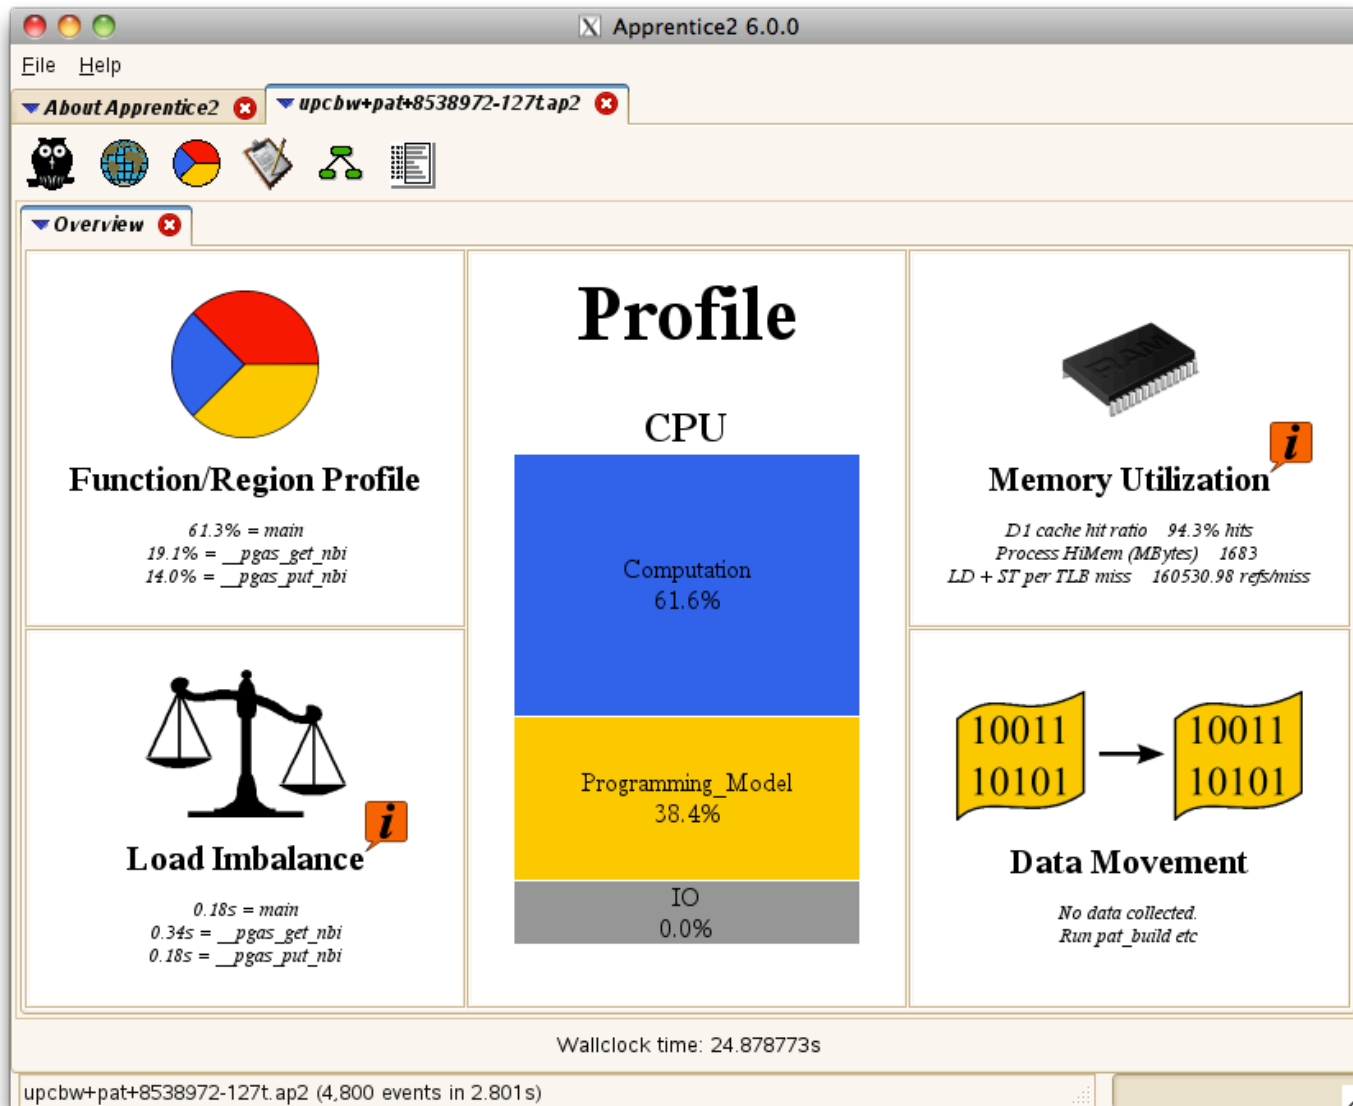 Apprentice2 6.0.0
File Help
About Apprentice2
upcbw+pat+8538972-127t.ap2
Overview
Function/Region Profile
61.3% = main
19.1% = __pgas_get_nbi
14.0% = __pgas_put_nbi
Load Imbalance
0.18s = main
0.34s = __pgas_get_nbi
0.18s = __pgas_put_nbi
Profile
CPU
Computation
61.6%
Programming_Model
38.4%
IO
0.0%
RAM
Memory Utilization
D1 cache hit ratio 94.3% hits
Process HiMem (MBytes) 1683
LD + ST per TLB miss 160530.98 refs/miss
10011
10101
10011
10101
Data Movement
No data collected.
Run pat_build etc
Wallclock time: 24.878773s
upcbw+pat+8538972-127t.ap2 (4,800 events in 2.801s)